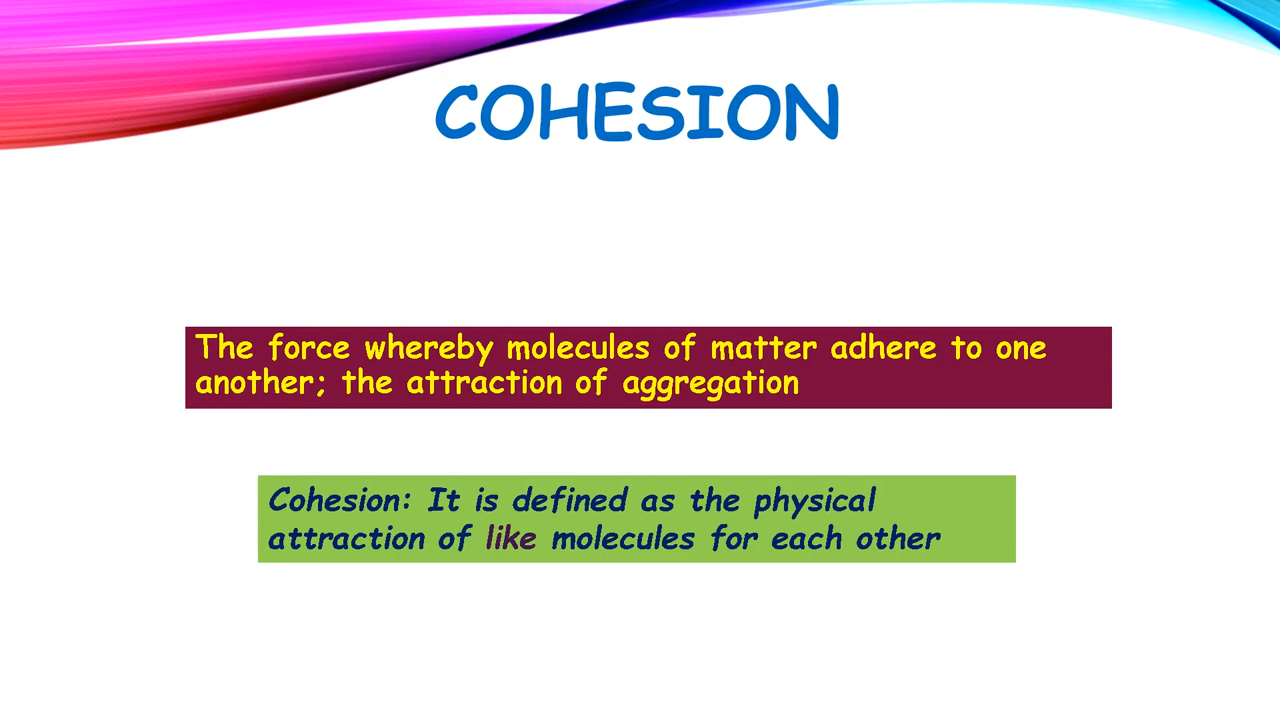 COHESION
The force whereby molecules of matter adhere to one
another; the attraction of aggregation
Cohesion: It is defined as the physical
attraction of like molecules for each other